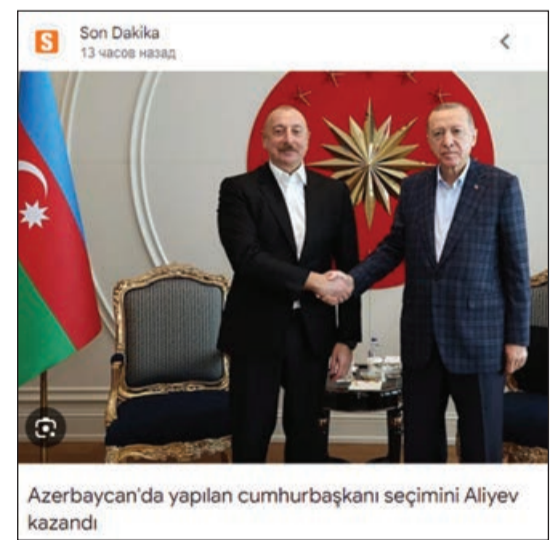 S
Son Dakika
13 часов назад
Azerbaycan'da yapılan cumhurbaşkanı seçimini Aliyev
kazandı